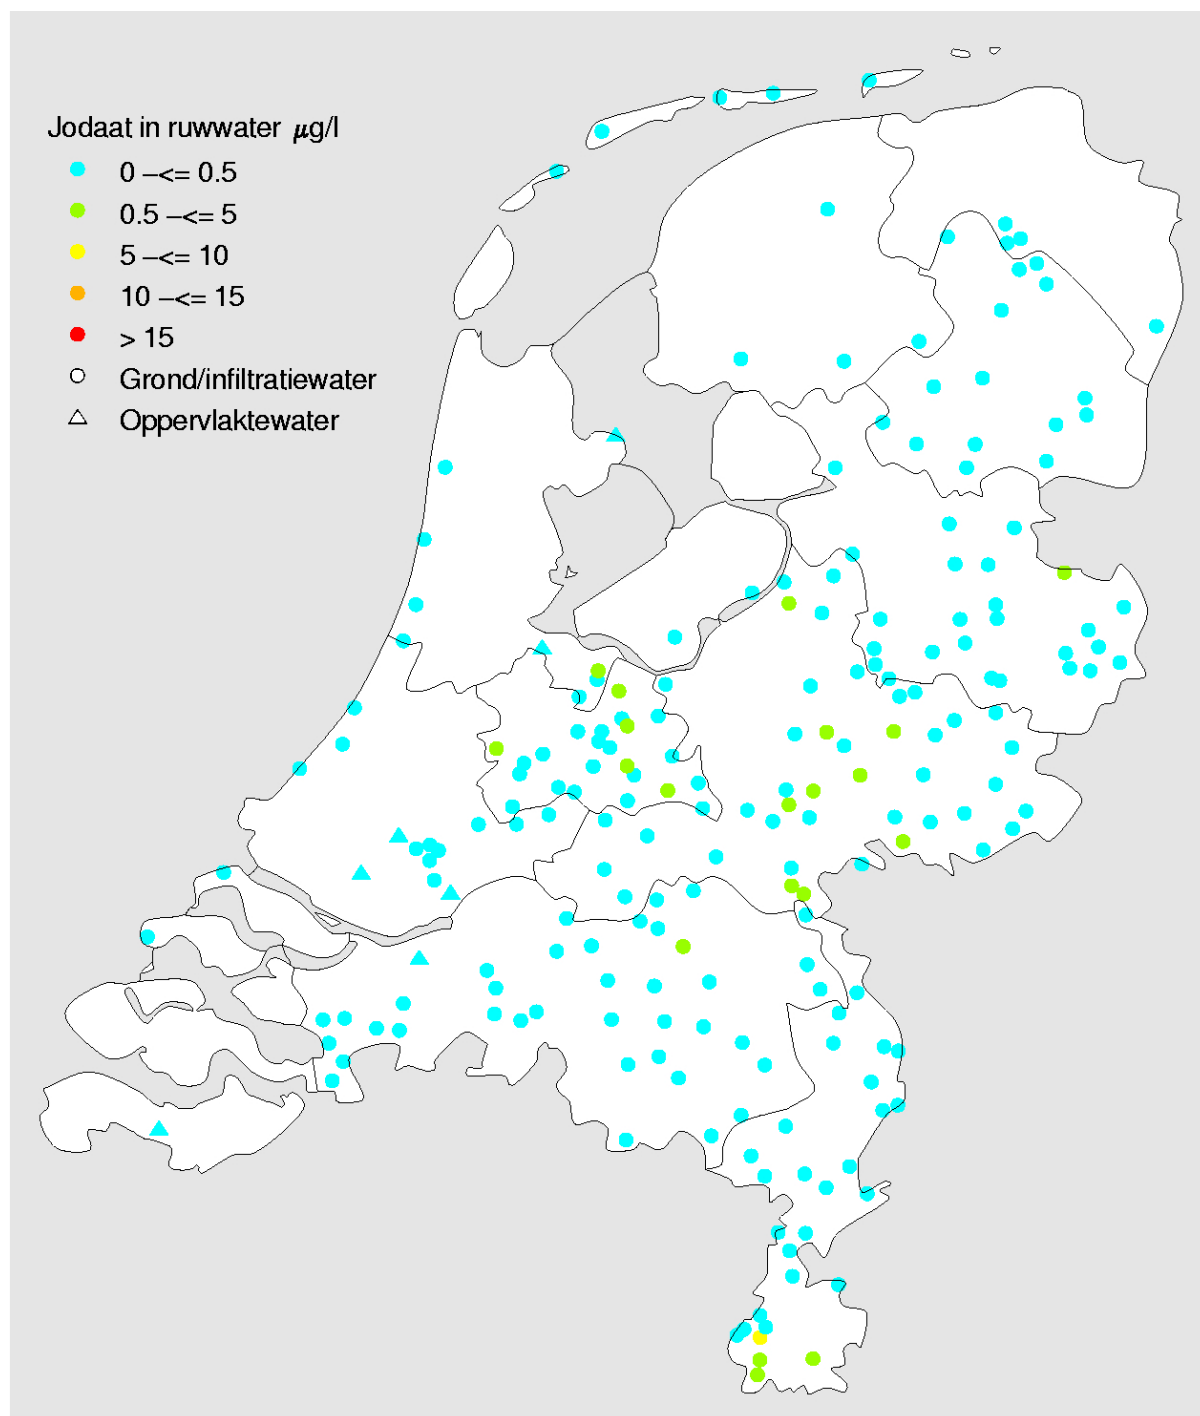 Jodaat in ruwwater μg/l
0 –<= 0.5
0.5 –<= 5
5 –<= 10
10 –<= 15
> 15
Grond/infiltratiewater
Oppervlaktewater